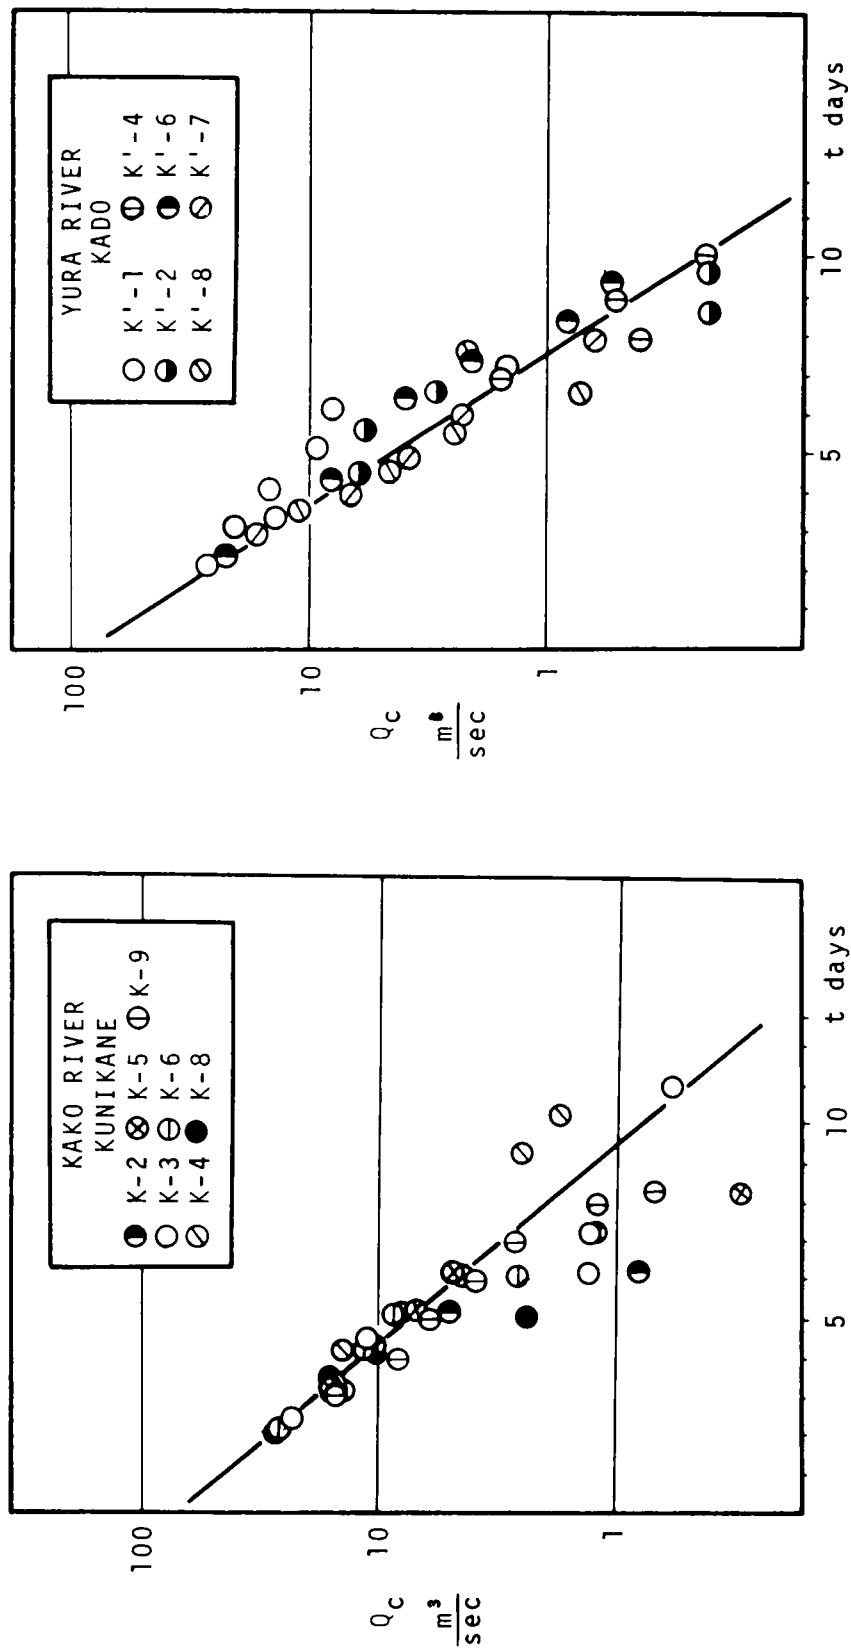 KAKO RIVER
KUNIKANE
K-2 K-5 K-9
K-3 K-6
K-4 K-8
100
10
1
Qc
m³
sec
5
10
t days
YURA RIVER
KADO
K'-1 K'-4
K'-2 K'-6
K'-8 K'-7
100
10
1
Qc
m³
sec
5
10
t days